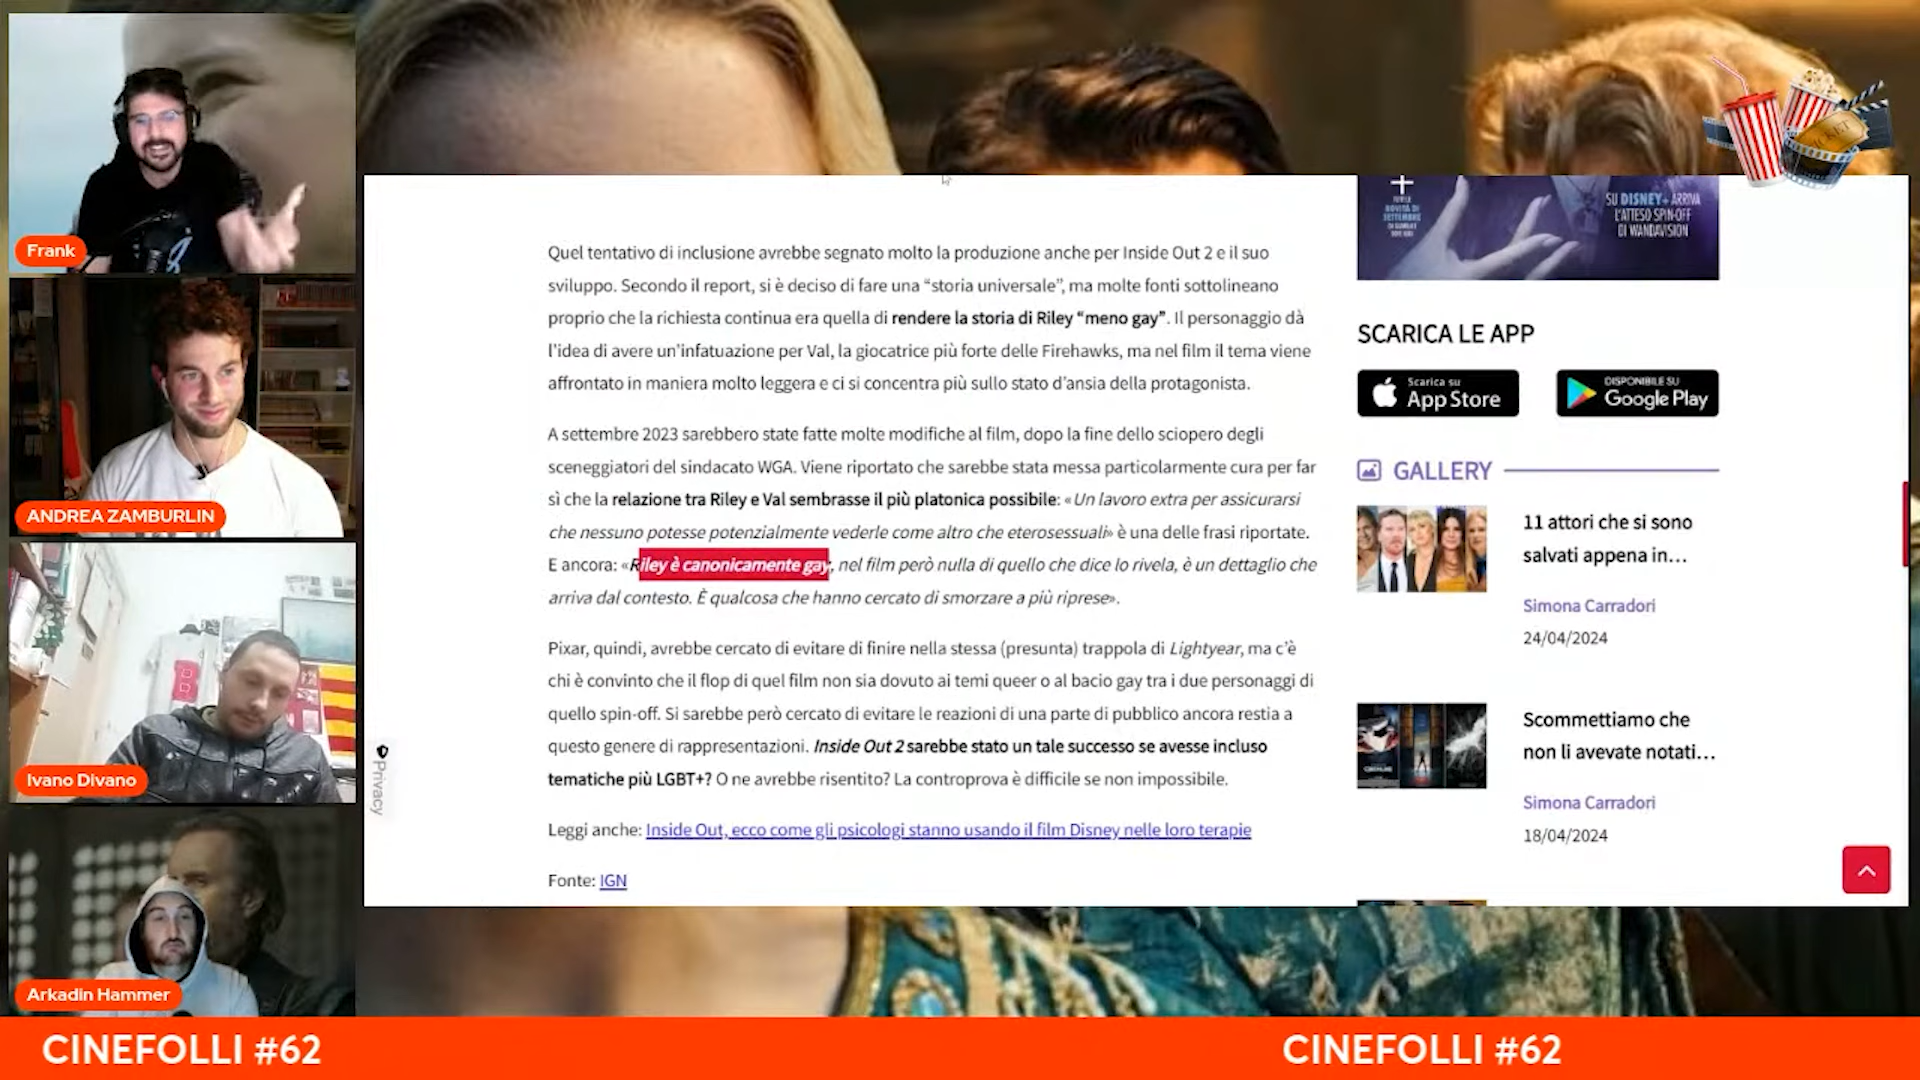 Frank
ANDREA ZAMBURLIN
Ivano Divano
Arkadin Hammer
Quel tentativo di inclusione avrebbe segnato molto la produzione anche per Inside Out 2 e il suo
sviluppo. Secondo il report, si è deciso di fare una “storia universale”, ma molte fonti sottolineano
proprio che la richiesta continua era quella di rendere la storia di Riley “meno gay”. Il personaggio dà
l’idea di avere un’infatuazione per Val, la giocatrice più forte delle Firehawks, ma nel film il tema viene
affrontato in maniera molto leggera e ci si concentra più sullo stato d’ansia della protagonista.
A settembre 2023 sarebbero state fatte molte modifiche al film, dopo la fine dello sciopero degli
sceneggiatori del sindacato WGA. Viene riportato che sarebbe stata messa particolarmente cura per far
sì che la relazione tra Riley e Val sembrasse il più platonica possibile: «Un lavoro extra per assicurarsi
che nessuno potesse potenzialmente vederle come altro che eterosessuali» è una delle frasi riportate.
E ancora: «Riley è canonicamente gay, nel film però nulla di quello che dice lo rivela, è un dettaglio che
arriva dal contesto. È qualcosa che hanno cercato di smorzare a più riprese».
Pixar, quindi, avrebbe cercato di evitare di finire nella stessa (presunta) trappola di Lightyear, ma c’è
chi è convinto che il flop di quel film non sia dovuto ai temi queer o al bacio gay tra i due personaggi di
quello spin-off. Si sarebbe però cercato di evitare le reazioni di una parte di pubblico ancora restia a
questo genere di rappresentazioni. Inside Out 2 sarebbe stato un tale successo se avesse incluso
tematiche più LGBT+? O ne avrebbe risentito? La controprova è difficile se non impossibile.
Leggi anche: Inside Out, ecco come gli psicologi stanno usando il film Disney nelle loro terapie
Fonte: IGN
Privacy
SU DISNEY+ ARRIVA
L'ATTESO SPIN-OFF
DI WANDAVISION
SCARICA LE APP
Scarica su
App Store
DISPONIBILE SU
Google Play
GALLERY
11 attori che si sono
salvati appena in...
Simona Carradori
24/04/2024
Scommettiamo che
non li avevate notati...
Simona Carradori
18/04/2024
CINEFOLLI #62
CINEFOLLI #62